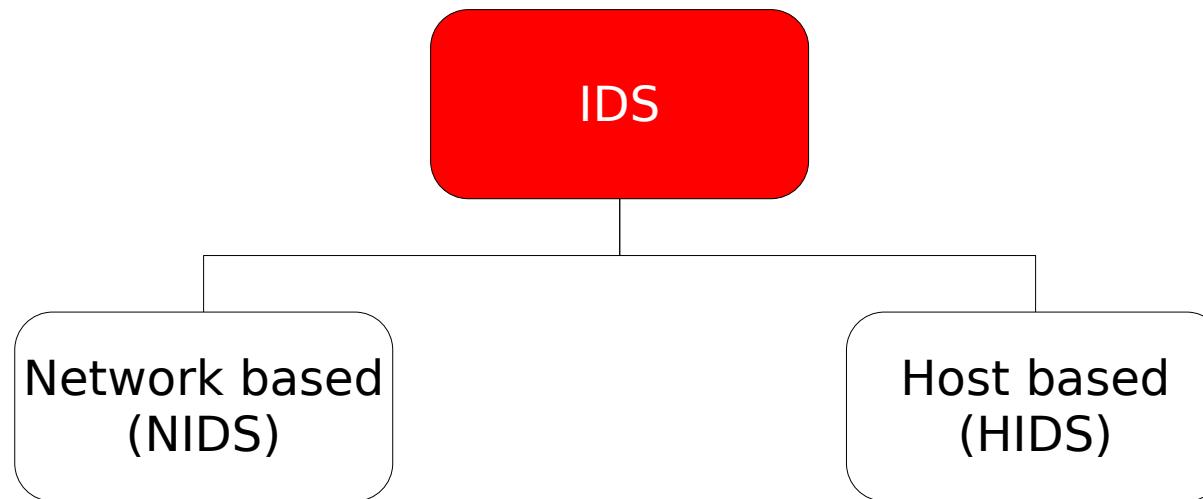 IDS
Network based
(NIDS)
Host based
(HIDS)